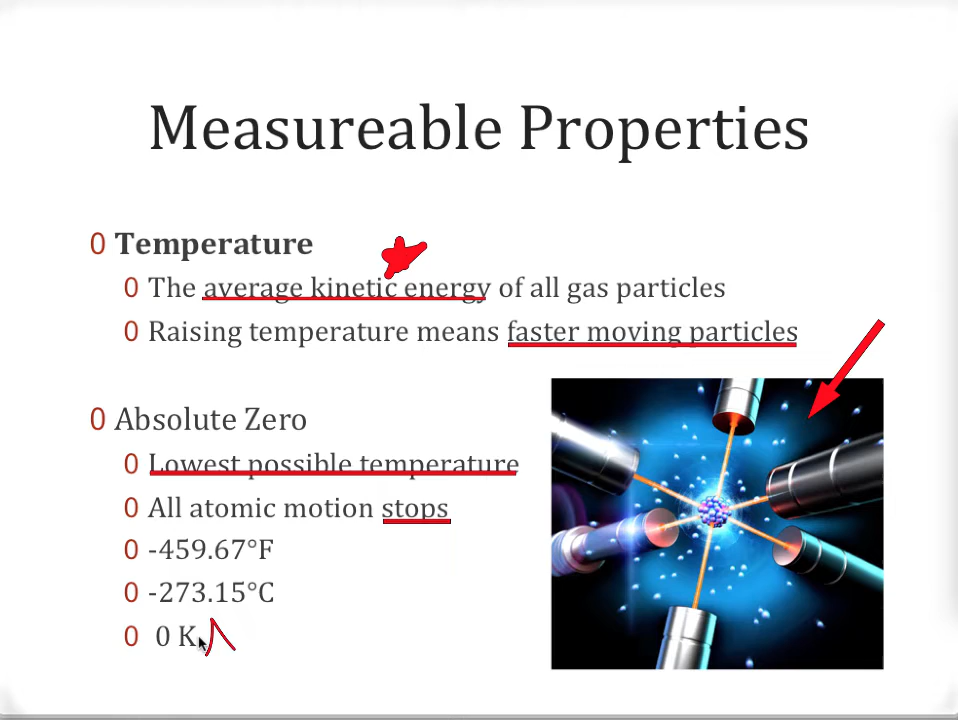 Measureable Properties
0 Temperature
0 The average kinetic energy of all gas particles
0 Raising temperature means faster moving particles
0 Absolute Zero
0 Lowest possible temperature
0 All atomic motion stops
0 -459.67°F
0 -273.15°C
0 0 K